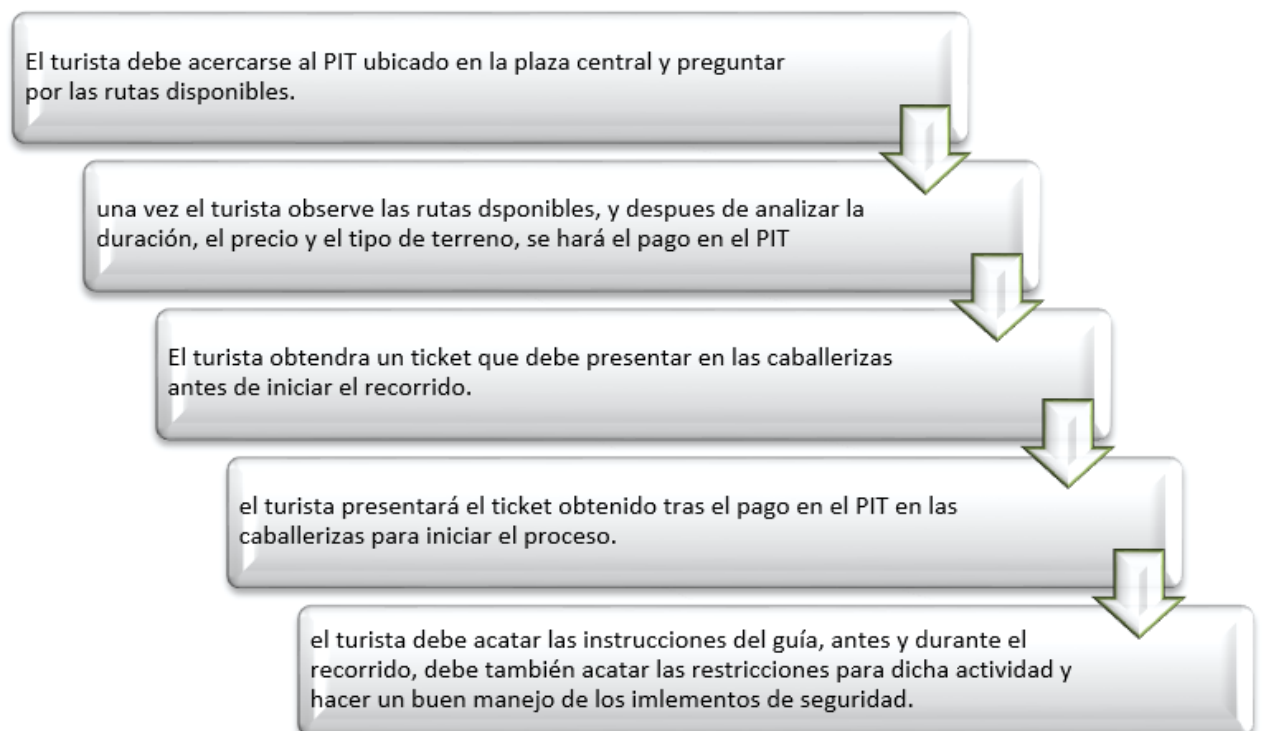 El turista debe acercarse al PIT ubicado en la plaza central y preguntar
por las rutas disponibles.
una vez el turista observe las rutas dsponibles, y despues de analizar la
duración, el precio y el tipo de terreno, se hará el pago en el PIT
El turista obtendra un ticket que debe presentar en las caballerizas
antes de iniciar el recorrido.
el turista presentará el ticket obtenido tras el pago en el PIT en las
caballerizas para iniciar el proceso.
el turista debe acatar las instrucciones del guía, antes y durante el
recorrido, debe también acatar las restricciones para dicha actividad y
hacer un buen manejo de los imlementos de seguridad.